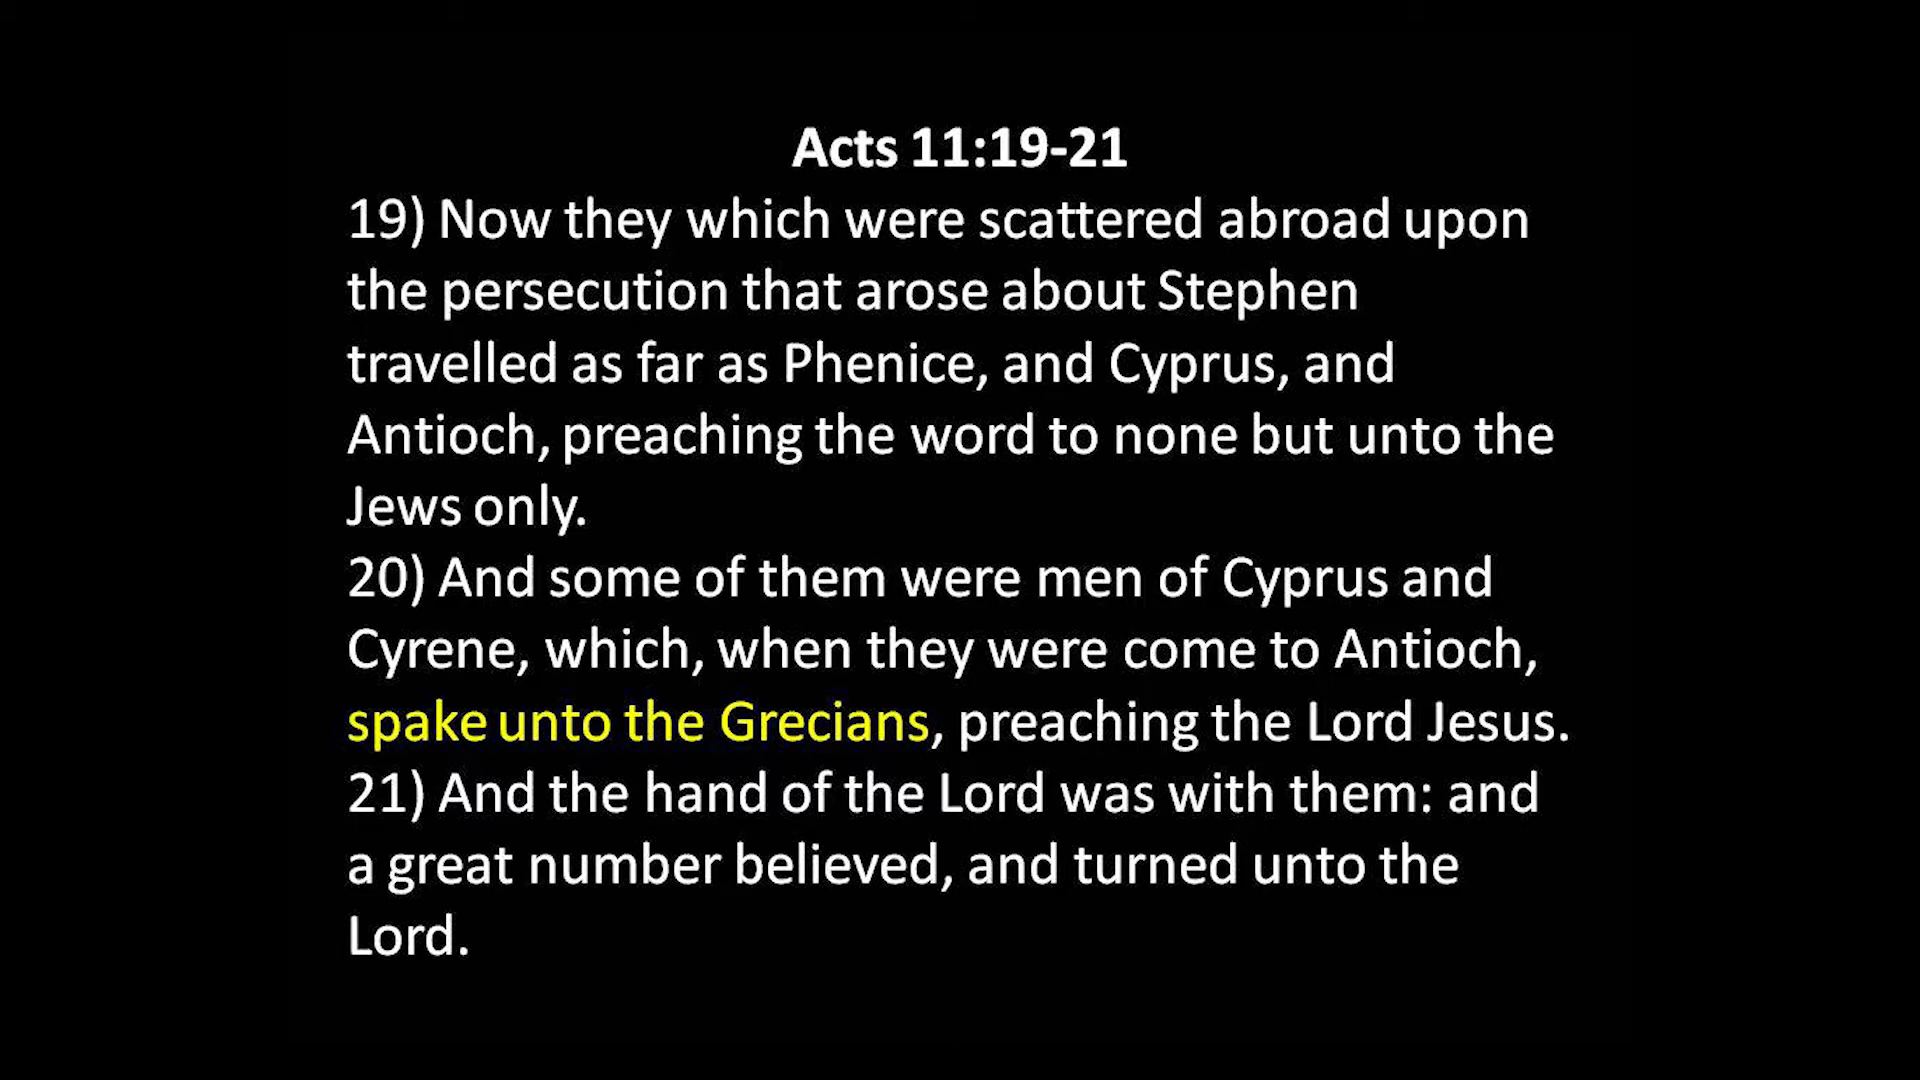 Acts 11:19-21
19) Now they which were scattered abroad upon
the persecution that arose about Stephen
travelled as far as Phenice, and Cyprus, and
Antioch, preaching the word to none but unto the
Jews only.
20) And some of them were men of Cyprus and
Cyrene, which, when they were come to Antioch,
spake unto the Grecians, preaching the Lord Jesus.
21) And the hand of the Lord was with them: and
a great number believed, and turned unto the
Lord.